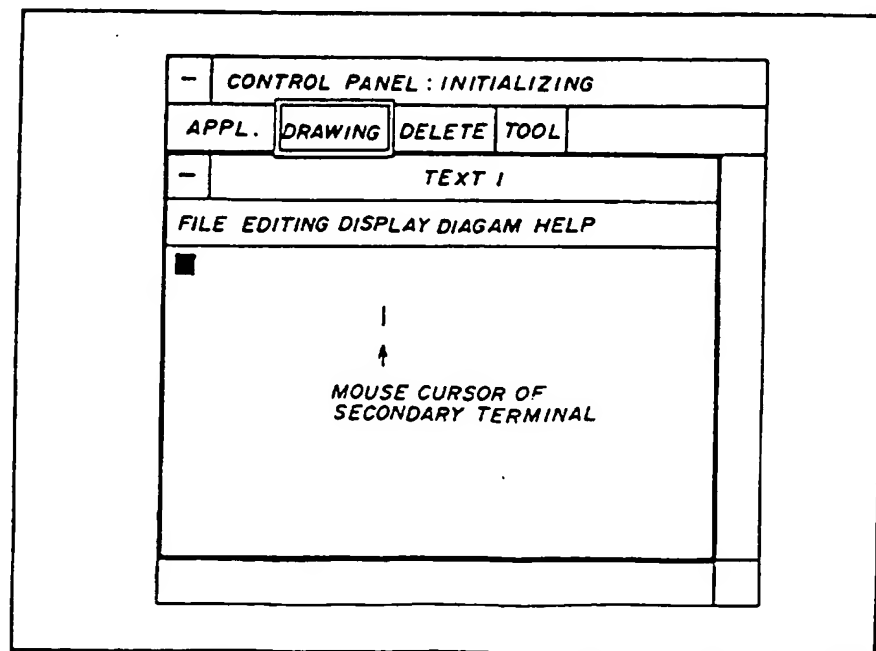 - CONTROL PANEL : INITIALIZING
APPL. DRAWING DELETE TOOL
- TEXT 1
FILE EDITING DISPLAY DIAGAM HELP
MOUSE CURSOR OF
SECONDARY TERMINAL